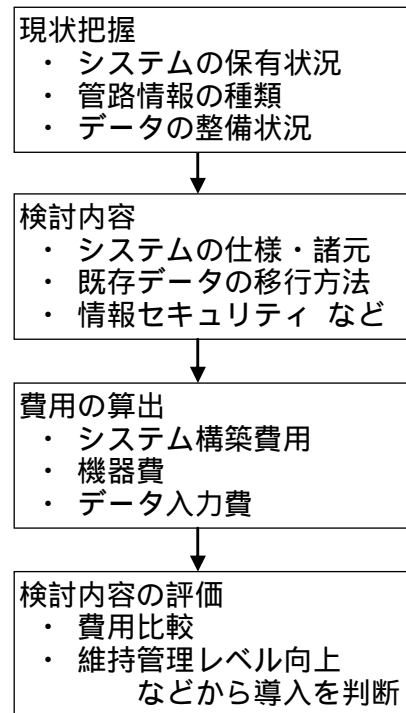 現状把握
・ システムの保有状況
・ 管路情報の種類
・ データの整備状況
検討内容
・ システムの仕様・諸元
・ 既存データの移行方法
・ 情報セキュリティ など
費用の算出
・ システム構築費用
・ 機器費
・ データ入力費
検討内容の評価
・ 費用比較
・ 維持管理レベル向上
などから導入を判断